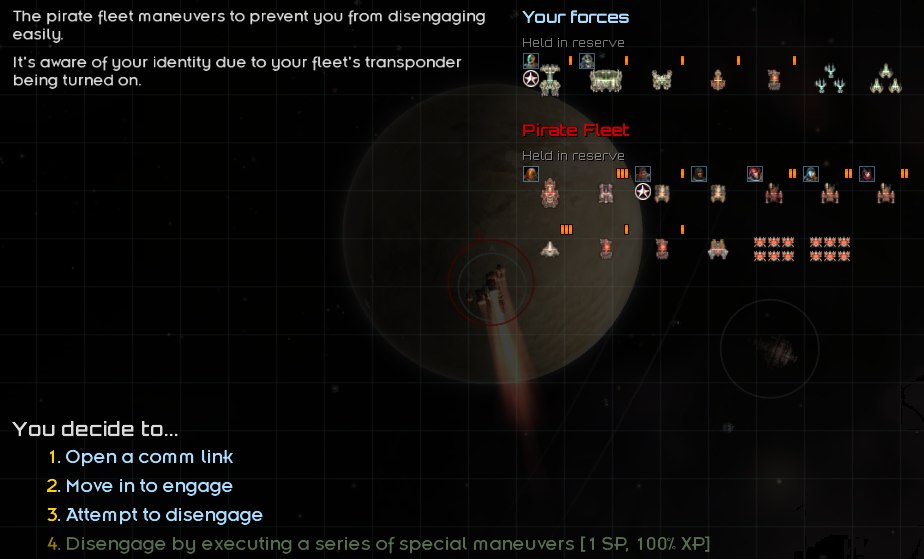 The pirate fleet maneuvers to prevent you from disengaging
easily.
It's aware of your identity due to your fleet's transponder
being turned on.
Your forces
Held in reserve
Pirate Fleet
Held in reserve
You decide to...
1. Open a comm link
2. Move in to engage
3. Attempt to disengage
4. Disengage by executing a series of special maneuvers [1 SP, 100% XP]